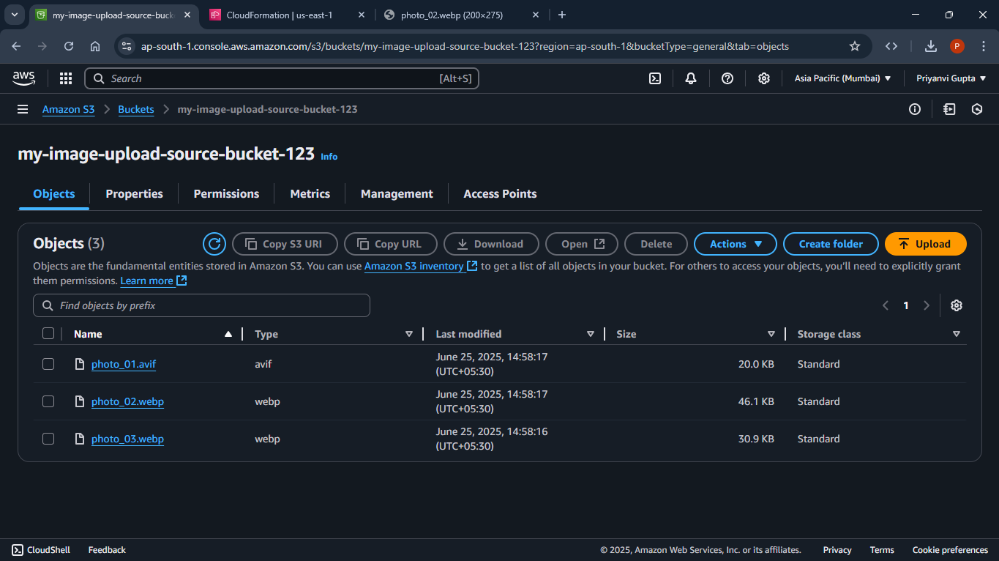 my-image-upload-source-buck
CloudFormation | us-east-1
photo_02.webp (200×275)
ap-south-1.console.aws.amazon.com/s3/buckets/my-image-upload-source-bucket-123?region=ap-south-1&bucketType=general&tab=objects
P
aws
Search
[Alt+S]
Asia Pacific (Mumbai)
Priyanvi Gupta
Amazon S3
Buckets
my-image-upload-source-bucket-123
my-image-upload-source-bucket-123 Info
Objects
Properties
Permissions
Metrics
Management
Access Points
Objects (3)
Copy S3 URI
Copy URL
Download
Open
Delete
Actions
Create folder
Upload
Objects are the fundamental entities stored in Amazon S3. You can use Amazon S3 inventory to get a list of all objects in your bucket. For others to access your objects, you'll need to explicitly grant
them permissions. Learn more
Find objects by prefix
1
Name
Type
Last modified
Size
Storage class
photo_01.avif
avif
June 25, 2025, 14:58:17
(UTC+05:30)
20.0 KB
Standard
photo_02.webp
webp
June 25, 2025, 14:58:17
(UTC+05:30)
46.1 KB
Standard
photo_03.webp
webp
June 25, 2025, 14:58:16
(UTC+05:30)
30.9 KB
Standard
CloudShell
Feedback
© 2025, Amazon Web Services, Inc. or its affiliates.
Privacy
Terms
Cookie preferences